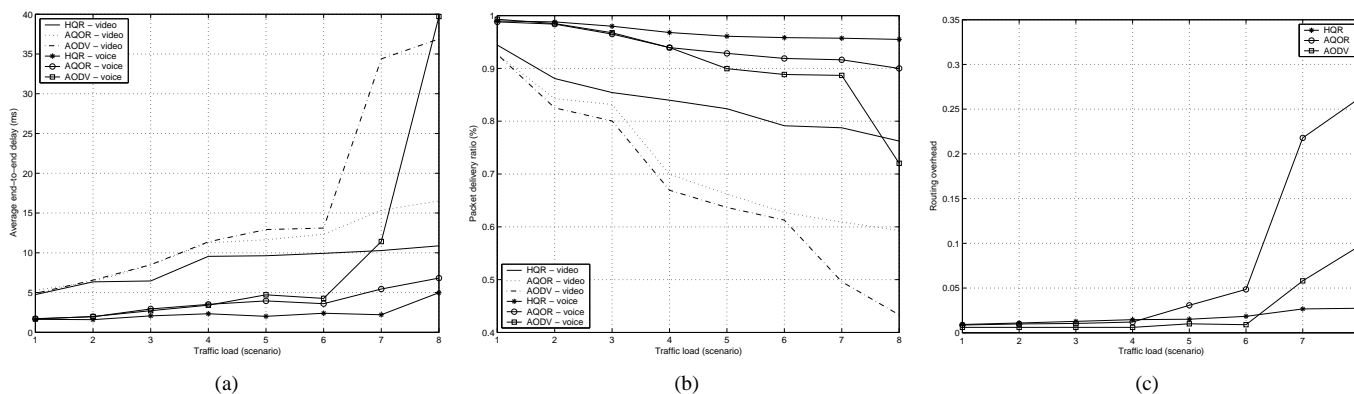 40
35
30
25
20
15
10
5
0
Average end−to−end delay (ms)
HQR − video
AQOR − video
AODV − video
HQR − voice
AQOR − voice
AODV − voice
1 2 3 4 5 6 7 8
Traffic load (scenario)
(a)
1
0.9
0.8
0.7
0.6
0.5
0.4
Packet delivery ratio (%)
HQR − video
AQOR − video
AODV − video
HQR − voice
AQOR − voice
AODV − voice
1 2 3 4 5 6 7 8
Traffic load (scenario)
(b)
0.35
0.3
0.25
0.2
0.15
0.1
0.05
0
Routing overhead
HQR
AQOR
AODV
1 2 3 4 5 6 7
Traffic load (scenario)
(c)